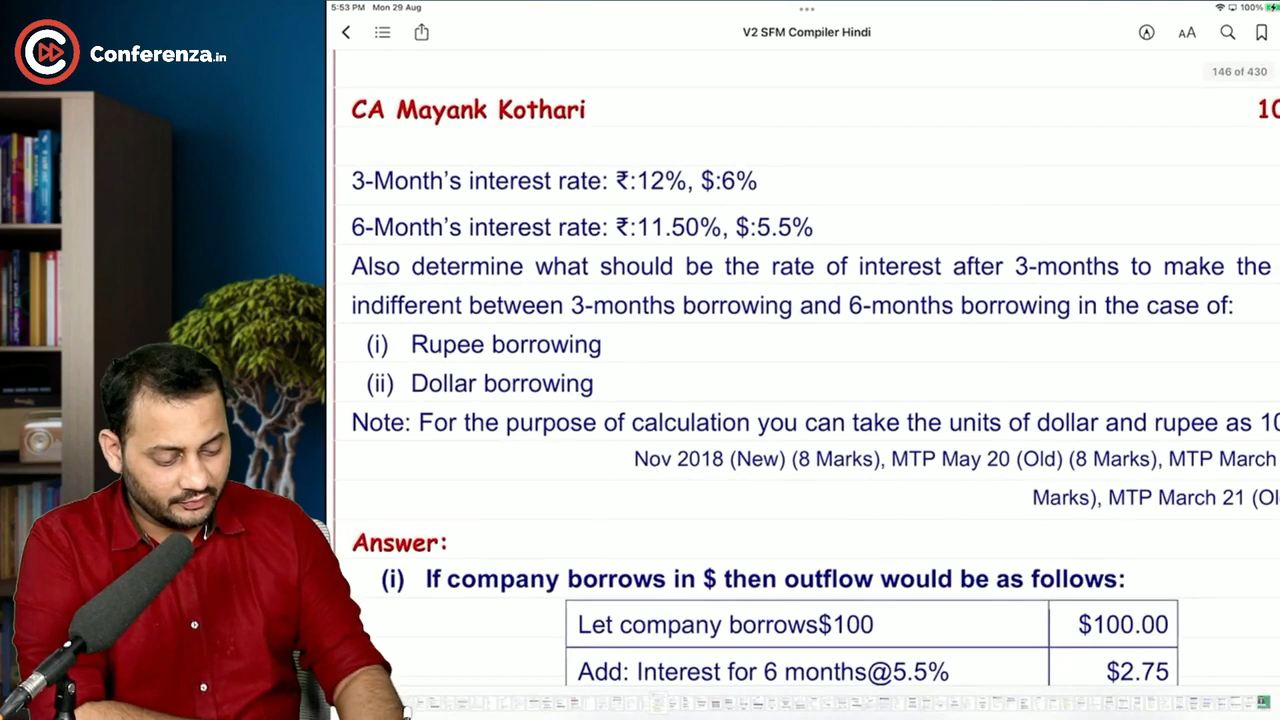 5:53 PM Mon 29 Aug
100%
Conferenza.in
V2 SFM Compiler Hindi
AA
146 of 430
CA Mayank Kothari
10
3-Month's interest rate: ₹:12%, $:6%
6-Month's interest rate: ₹:11.50%, $:5.5%
Also determine what should be the rate of interest after 3-months to make the
indifferent between 3-months borrowing and 6-months borrowing in the case of:
(i) Rupee borrowing
(ii) Dollar borrowing
Note: For the purpose of calculation you can take the units of dollar and rupee as 10
Nov 2018 (New) (8 Marks), MTP May 20 (Old) (8 Marks), MTP March
Marks), MTP March 21 (Ol
Answer:
(i) If company borrows in $ then outflow would be as follows:
Let company borrows$100 $100.00
Add: Interest for 6 months@5.5% $2.75